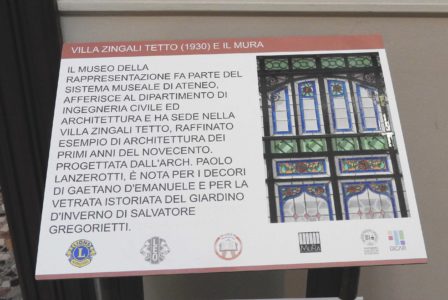 VILLA ZINGALI TETTO (1930) E IL MURA
IL MUSEO DELLA
RAPPRESENTAZIONE FA PARTE DEL
SISTEMA MUSEALE DI ATENEO,
AFFERISCE AL DIPARTIMENTO DI
INGEGNERIA CIVILE ED
ARCHITETTURA E HA SEDE NELLA
VILLA ZINGALI TETTO, RAFFINATO
ESEMPIO DI ARCHITETTURA DEI
PRIMI ANNI DEL NOVECENTO.
PROGETTATA DALL'ARCH. PAOLO
LANZEROTTI, È NOTA PER I DECORI
DI GAETANO D'EMANUELE E PER LA
VETRATA ISTORIATA DEL GIARDINO
D'INVERNO DI SALVATORE
GREGORIETTI.
LIONS
L
LEO
MuRa
DICAR